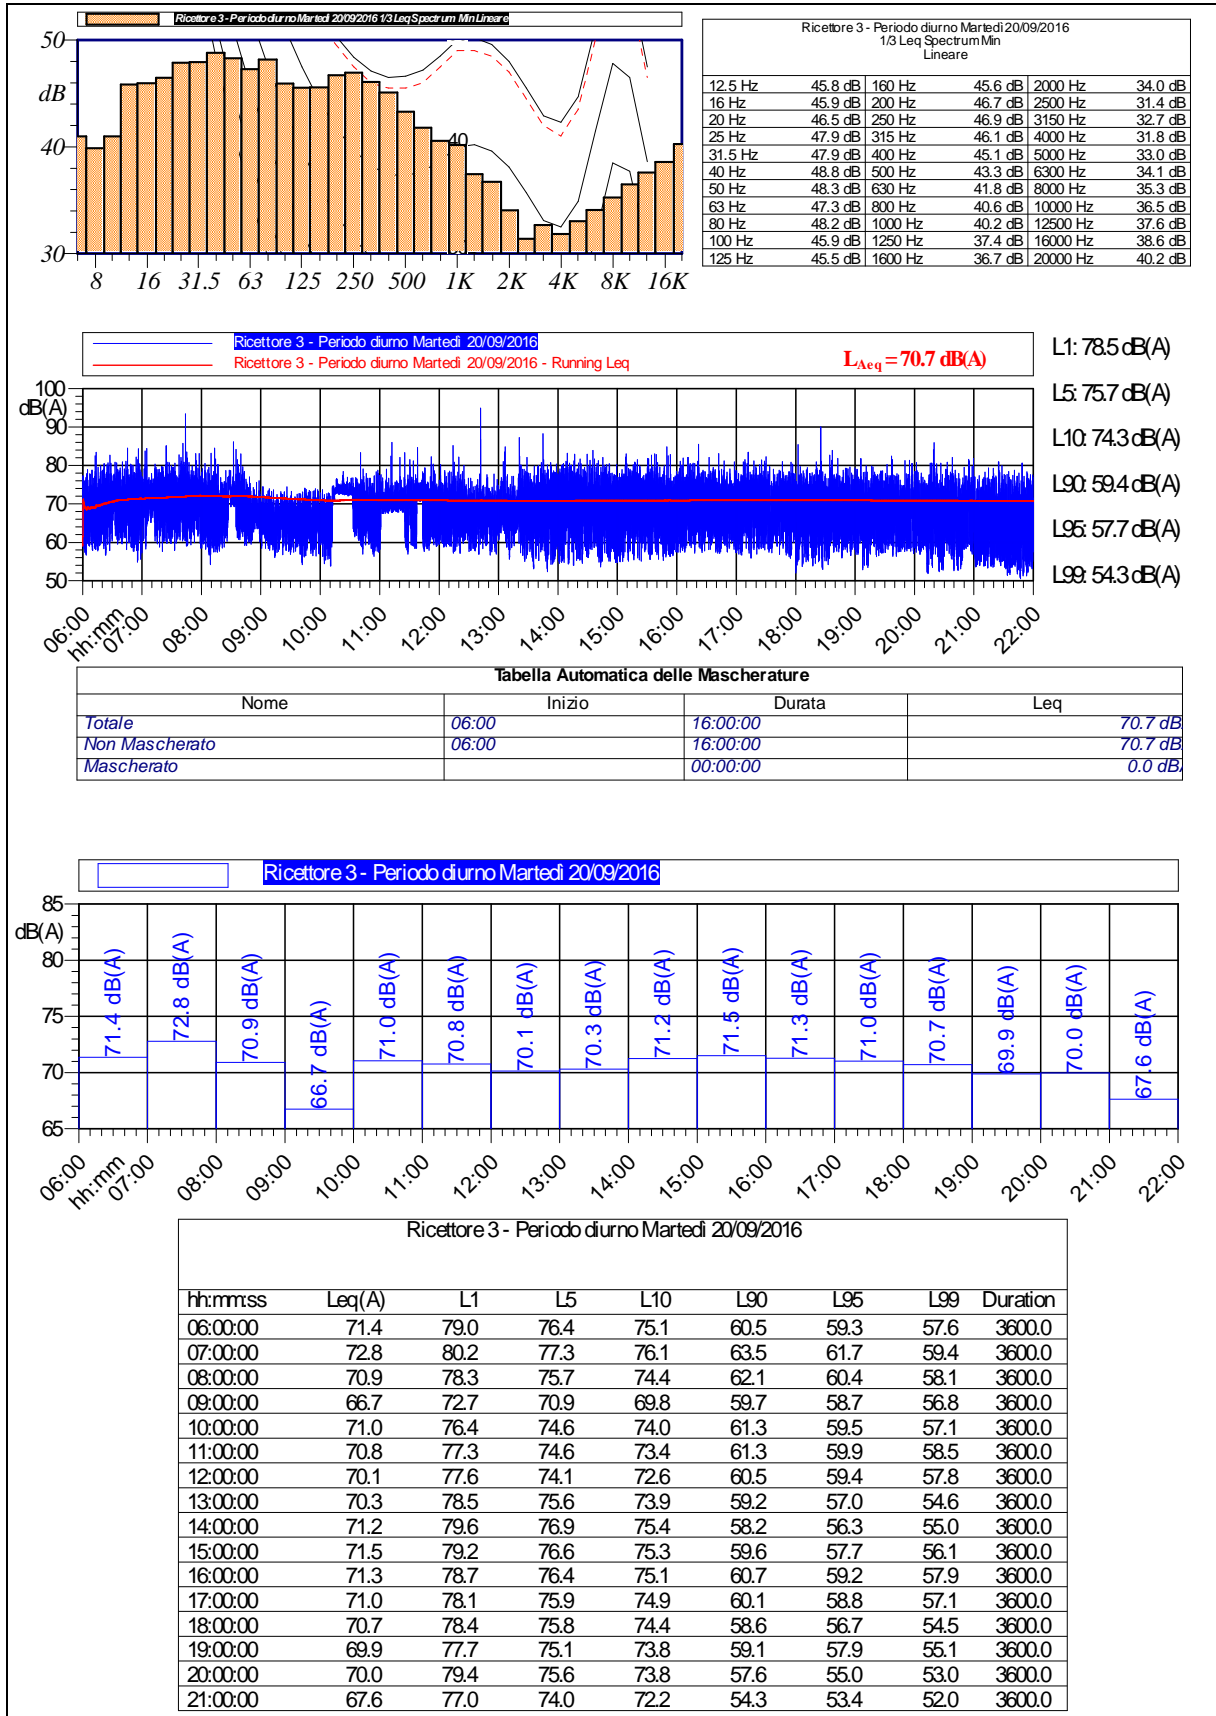 Ricettore 3 - Periodo diurno Martedì 20/09/2016 1/3 Leq Spectrum Min Lineare
50
dB
40
40
30
8 16 31.5 63 125 250 500 1K 2K 4K 8K 16K
Ricettore 3 - Periodo diurno Martedì 20/09/2016
1/3 Leq Spectrum Min
Lineare
12.5 Hz 45.8 dB 160 Hz 45.6 dB 2000 Hz 34.0 dB
16 Hz 45.9 dB 200 Hz 46.7 dB 2500 Hz 31.4 dB
20 Hz 46.5 dB 250 Hz 46.9 dB 3150 Hz 32.7 dB
25 Hz 47.9 dB 315 Hz 46.1 dB 4000 Hz 31.8 dB
31.5 Hz 47.9 dB 400 Hz 45.1 dB 5000 Hz 33.0 dB
40 Hz 48.8 dB 500 Hz 43.3 dB 6300 Hz 34.1 dB
50 Hz 48.3 dB 630 Hz 41.8 dB 8000 Hz 35.3 dB
63 Hz 47.3 dB 800 Hz 40.6 dB 10000 Hz 36.5 dB
80 Hz 48.2 dB 1000 Hz 40.2 dB 12500 Hz 37.6 dB
100 Hz 45.9 dB 1250 Hz 37.4 dB 16000 Hz 38.6 dB
125 Hz 45.5 dB 1600 Hz 36.7 dB 20000 Hz 40.2 dB
Ricettore 3 - Periodo diurno Martedì 20/09/2016
Ricettore 3 - Periodo diurno Martedì 20/09/2016 - Running Leq
LAeq = 70.7 dB(A)
L1: 78.5 dB(A)
L5: 75.7 dB(A)
L10: 74.3 dB(A)
L90: 59.4 dB(A)
L95: 57.7 dB(A)
L99: 54.3 dB(A)
100
dB(A)
90
80
70
60
50
06:00 07:00 08:00 09:00 10:00 11:00 12:00 13:00 14:00 15:00 16:00 17:00 18:00 19:00 20:00 21:00 22:00
hh:mm
Tabella Automatica delle Mascherature
Nome Inizio Durata Leq
Totale 06:00 16:00:00 70.7 dB
Non Mascherato 06:00 16:00:00 70.7 dB
Mascherato 00:00:00 0.0 dB
Ricettore 3 - Periodo diurno Martedì 20/09/2016
85
dB(A)
80
75
70
65
71.4 dB(A) 72.8 dB(A) 70.9 dB(A) 66.7 dB(A) 71.0 dB(A) 70.8 dB(A) 70.1 dB(A) 70.3 dB(A) 71.2 dB(A) 71.5 dB(A) 71.3 dB(A) 71.0 dB(A) 70.7 dB(A) 69.9 dB(A) 70.0 dB(A) 67.6 dB(A)
06:00 07:00 08:00 09:00 10:00 11:00 12:00 13:00 14:00 15:00 16:00 17:00 18:00 19:00 20:00 21:00 22:00
hh:mm
Ricettore 3 - Periodo diurno Martedì 20/09/2016
hh:mm:ss Leq(A) L1 L5 L10 L90 L95 L99 Duration
06:00:00 71.4 79.0 76.4 75.1 60.5 59.3 57.6 3600.0
07:00:00 72.8 80.2 77.3 76.1 63.5 61.7 59.4 3600.0
08:00:00 70.9 78.3 75.7 74.4 62.1 60.4 58.1 3600.0
09:00:00 66.7 72.7 70.9 69.8 59.7 58.7 56.8 3600.0
10:00:00 71.0 76.4 74.6 74.0 61.3 59.5 57.1 3600.0
11:00:00 70.8 77.3 74.6 73.4 61.3 59.9 58.5 3600.0
12:00:00 70.1 77.6 74.1 72.6 60.5 59.4 57.8 3600.0
13:00:00 70.3 78.5 75.6 73.9 59.2 57.0 54.6 3600.0
14:00:00 71.2 79.6 76.9 75.4 58.2 56.3 55.0 3600.0
15:00:00 71.5 79.2 76.6 75.3 59.6 57.7 56.1 3600.0
16:00:00 71.3 78.7 76.4 75.1 60.7 59.2 57.9 3600.0
17:00:00 71.0 78.1 75.9 74.9 60.1 58.8 57.1 3600.0
18:00:00 70.7 78.4 75.8 74.4 58.6 56.7 54.5 3600.0
19:00:00 69.9 77.7 75.1 73.8 59.1 57.9 55.1 3600.0
20:00:00 70.0 79.4 75.6 73.8 57.6 55.0 53.0 3600.0
21:00:00 67.6 77.0 74.0 72.2 54.3 53.4 52.0 3600.0